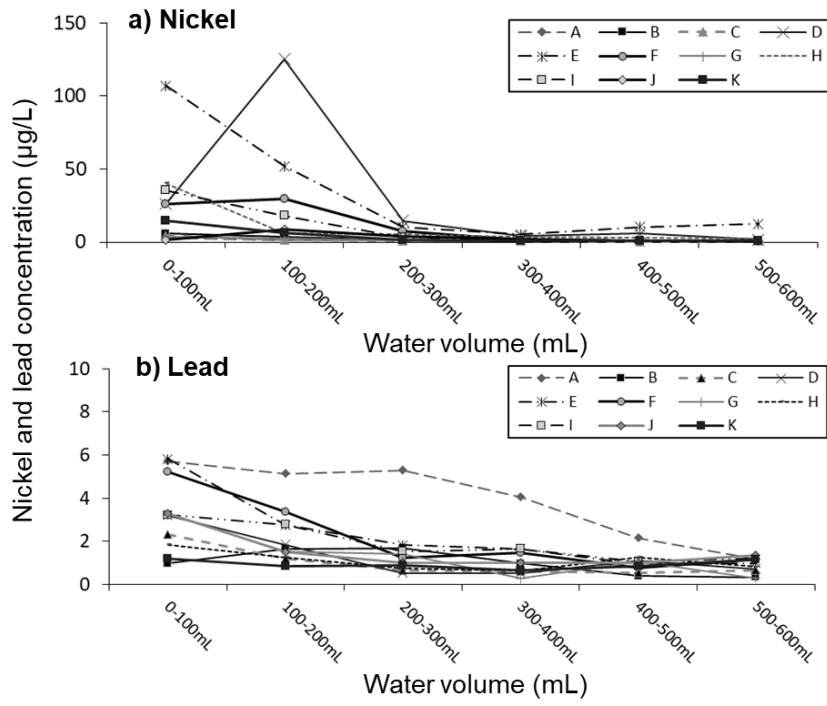 Nickel and lead concentration (µg/L)
a) Nickel
150
100
50
0
A B C D
E F G H
I J K
0-100mL
100-200mL
200-300mL
300-400mL
400-500mL
500-600mL
Water volume (mL)
b) Lead
10
8
6
4
2
0
A B C D
E F G H
I J K
0-100mL
100-200mL
200-300mL
300-400mL
400-500mL
500-600mL
Water volume (mL)